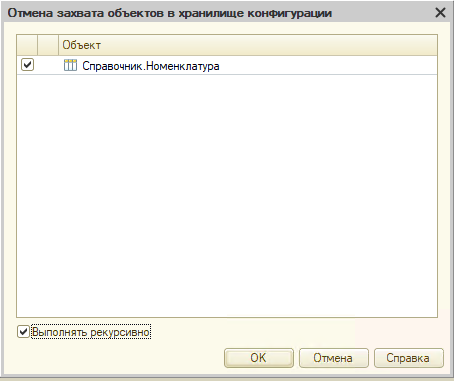 Отмена захвата объектов в хранилище конфигурации
Объект
Справочник.Номенклатура
Выполнять рекурсивно
OK
Отмена
Справка